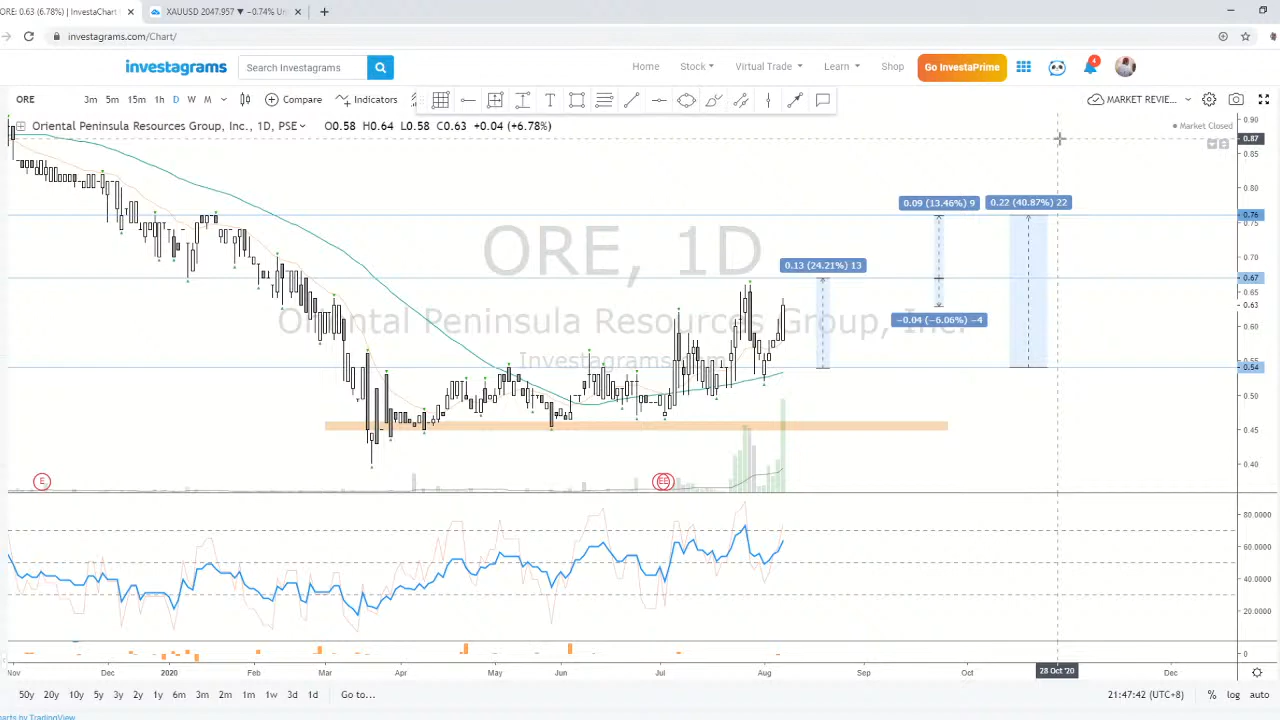 ORE: 0.63 (6.78%) | InvestaChart
XAUUSD 2047.957 ▼ −0.74% Un
investagrams.com/Chart/
investagrams
Search Investagrams
Home
Stock
Virtual Trade
Learn
Shop
Go InvestaPrime
4
ORE
3m 5m 15m 1h D W M
Compare
Indicators
MARKET REVIE...
Oriental Peninsula Resources Group, Inc., 1D, PSE
O0.58 H0.64 L0.58 C0.63 +0.04 (+6.78%)
Market Closed
0.90
0.87
0.85
0.80
0.09 (13.46%) 9
0.22 (40.87%) 22
0.76
ORE, 1D
0.70
0.13 (24.21%) 13
0.67
0.65
0.63
Oriental Peninsula Resources Group, Inc.
−0.04 (−6.06%) −4
0.60
Investagrams.com
0.55
0.54
0.50
0.45
0.40
E
EE
80.0000
60.0000
40.0000
20.0000
0
Nov Dec 2020 Feb Mar Apr May Jun Jul Aug Sep Oct 28 Oct '20 Dec
50y 20y 10y 5y 3y 2y 1y 6m 3m 2m 1m 1w 3d 1d Go to...
21:47:42 (UTC+8) % log auto
arts by TradingView